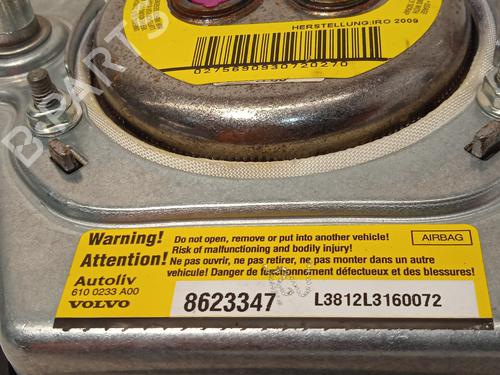 HERSTELLUNG:IRO 2009
0275690930720270
Warning!
Attention!
Do not open, remove or put into another vehicle!
Risk of malfunctioning and bodily injury!
Ne pas ouvrir, ne pas retirer, ne pas monter dans un autre
vehicule! Danger de fonctionnement défectueux et des blessures!
AIRBAG
Autoliv
610 0233 A00
VOLVO
8623347
L3812L3160072